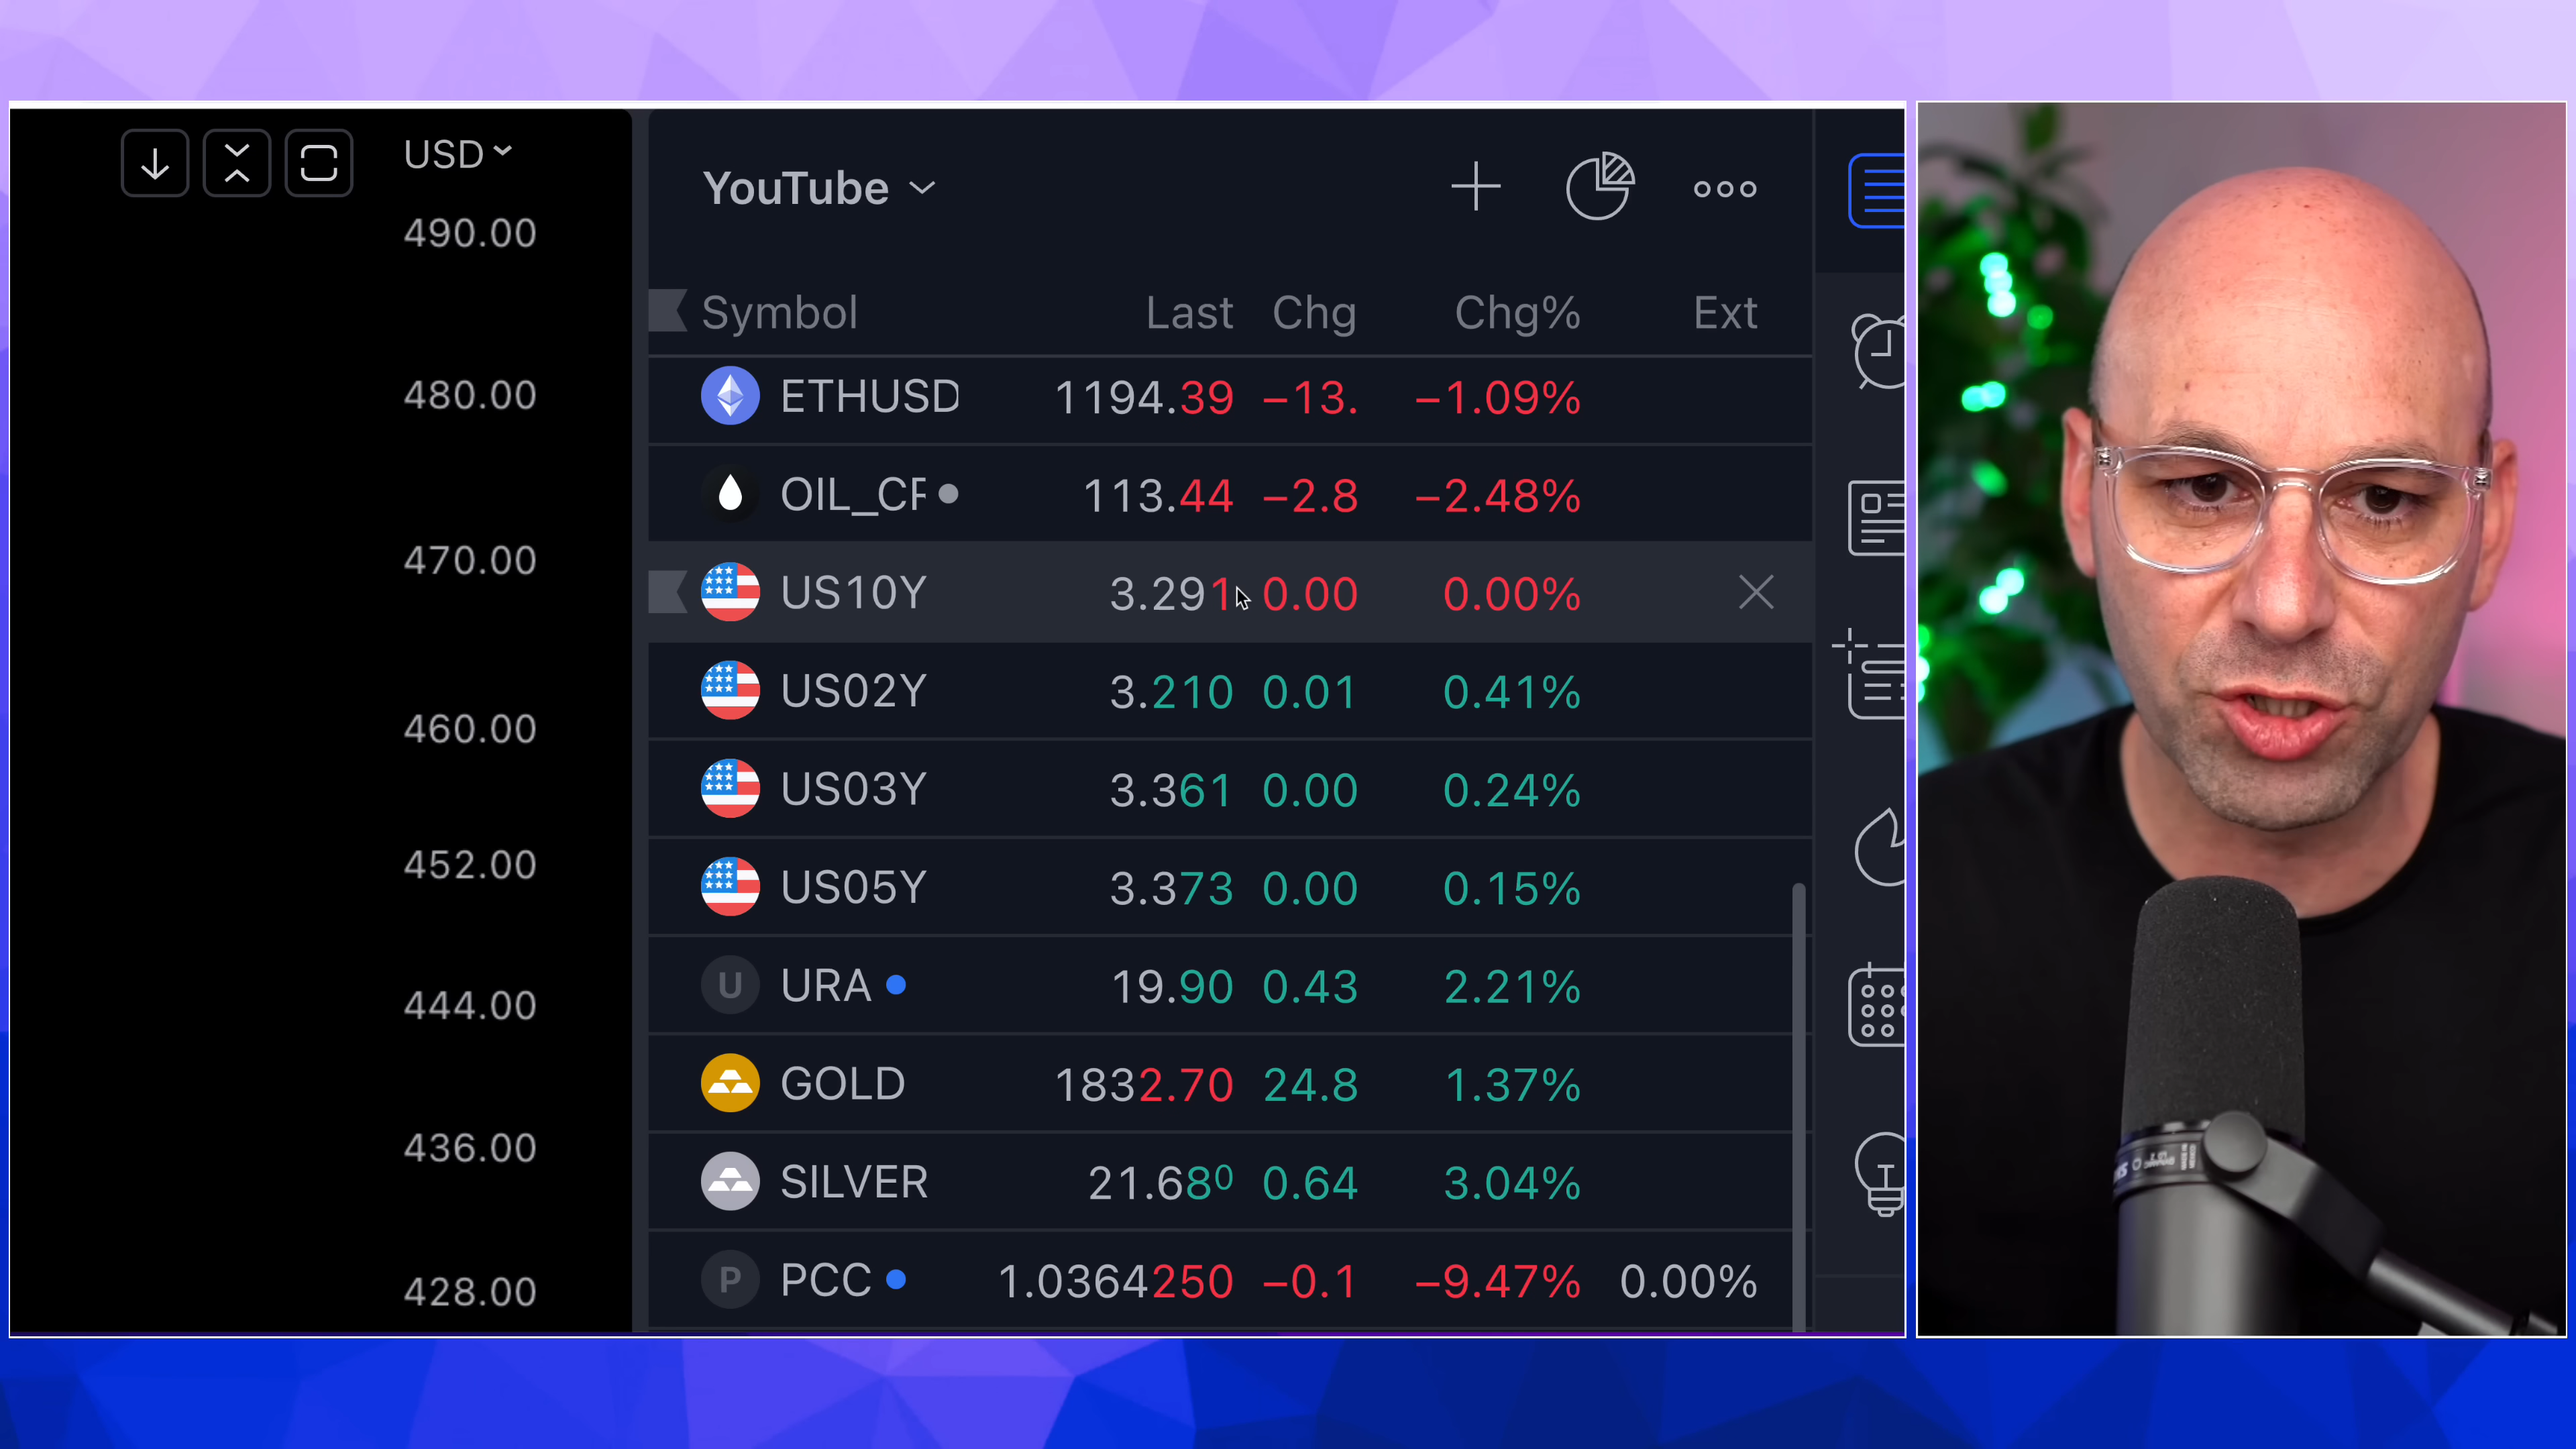 USD
490.00
480.00
470.00
460.00
452.00
444.00
436.00
428.00
YouTube
Symbol Last Chg Chg% Ext
ETHUSD 1194.39 −13. −1.09%
OIL_CF 113.44 −2.8 −2.48%
US10Y 3.291 0.00 0.00%
US02Y 3.210 0.01 0.41%
US03Y 3.361 0.00 0.24%
US05Y 3.373 0.00 0.15%
U URA 19.90 0.43 2.21%
GOLD 1832.70 24.8 1.37%
SILVER 21.680 0.64 3.04%
P PCC 1.0364250 −0.1 −9.47% 0.00%